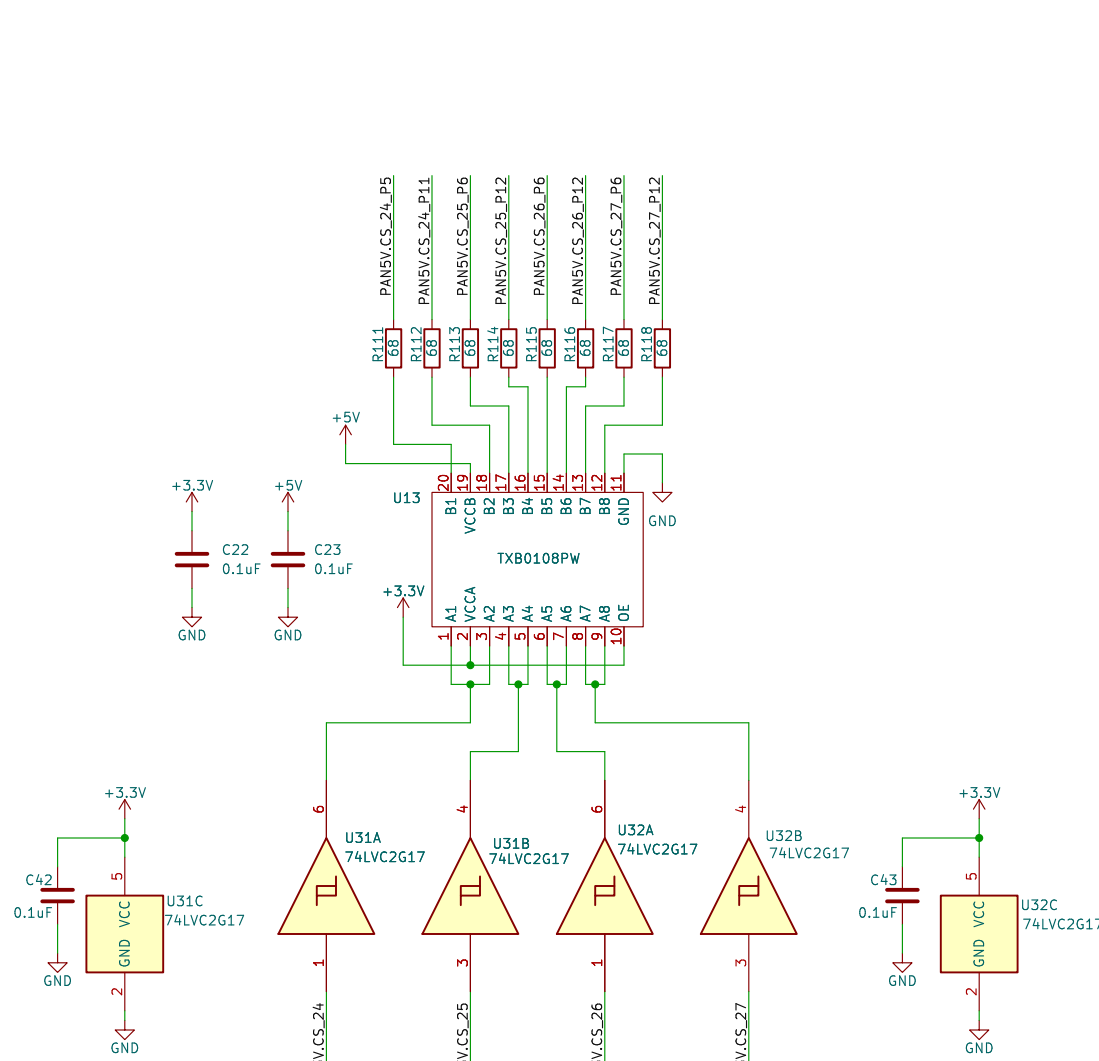 PAN5V.CS_24_P5
PAN5V.CS_24_P11
PAN5V.CS_25_P6
PAN5V.CS_25_P12
PAN5V.CS_26_P6
PAN5V.CS_26_P12
PAN5V.CS_27_P6
PAN5V.CS_27_P12
R111 68
R112 68
R113 68
R114 68
R115 68
R116 68
R117 68
R118 68
+5V
20 19 18 17 16 15 14 13 12 11
U13
B1 VCCB B2 B3 B4 B5 B6 B7 B8 GND
GND
TXB0108PW
+3.3V
A1 VCCA A2 A3 A4 A5 A6 A7 A8 OE
1 2 3 4 5 6 7 8 9 10
+3.3V
C22
0.1uF
GND
+5V
C23
0.1uF
GND
6
U31A
74LVC2G17
1
V.CS_24
4
U31B
74LVC2G17
3
V.CS_25
6
U32A
74LVC2G17
1
V.CS_26
4
U32B
74LVC2G17
3
V.CS_27
+3.3V
C42
0.1uF
GND
5
U31C
74LVC2G17
VCC
GND
2
GND
+3.3V
C43
0.1uF
GND
5
U32C
74LVC2G17
VCC
GND
2
GND